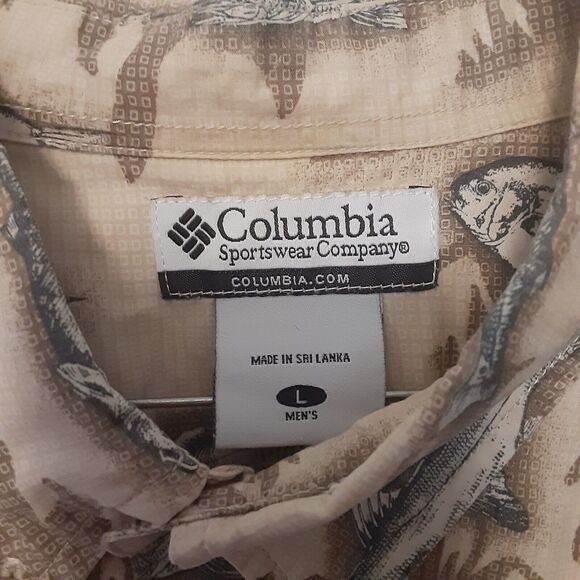 Columbia
Sportswear Company®
COLUMBIA.COM
MADE IN SRI LANKA
L
MEN'S